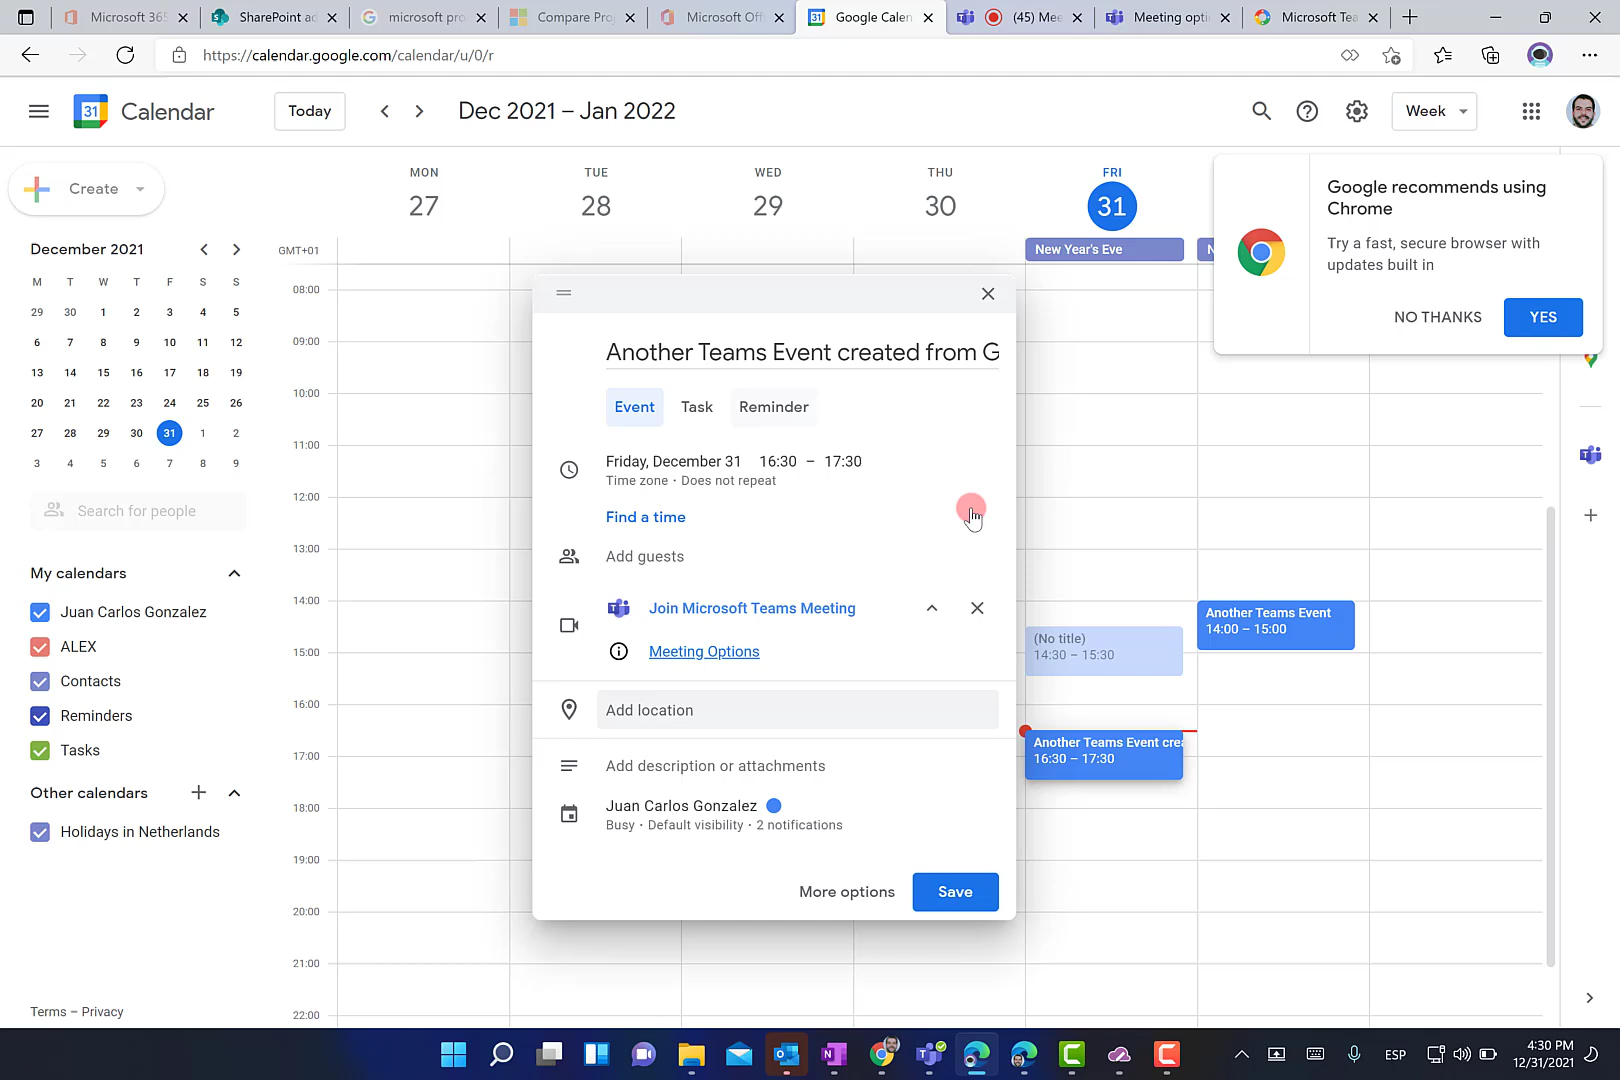 Microsoft 365
SharePoint ad
microsoft pro
Compare Proj
Microsoft Off
Google Calen
(45) Mee
Meeting opti
Microsoft Tea
https://calendar.google.com/calendar/u/0/r
31
Calendar
Today
Dec 2021 – Jan 2022
Week
Create
MON
27
TUE
28
WED
29
THU
30
FRI
31
GMT+01
New Year's Eve
N
Google recommends using
Chrome
Try a fast, secure browser with
updates built in
NO THANKS
YES
December 2021
M T W T F S S
29 30 1 2 3 4 5
6 7 8 9 10 11 12
13 14 15 16 17 18 19
20 21 22 23 24 25 26
27 28 29 30 31 1 2
3 4 5 6 7 8 9
Search for people
My calendars
Juan Carlos Gonzalez
ALEX
Contacts
Reminders
Tasks
Other calendars
Holidays in Netherlands
Terms – Privacy
08:00
09:00
10:00
11:00
12:00
13:00
14:00
15:00
16:00
17:00
18:00
19:00
20:00
21:00
22:00
Another Teams Event created from G
Event
Task
Reminder
Friday, December 31 16:30 – 17:30
Time zone · Does not repeat
Find a time
Add guests
Join Microsoft Teams Meeting
Meeting Options
Add location
Add description or attachments
Juan Carlos Gonzalez
Busy · Default visibility · 2 notifications
More options
Save
(No title)
14:30 – 15:30
Another Teams Event crea
16:30 – 17:30
Another Teams Event
14:00 – 15:00
ESP
4:30 PM
12/31/2021